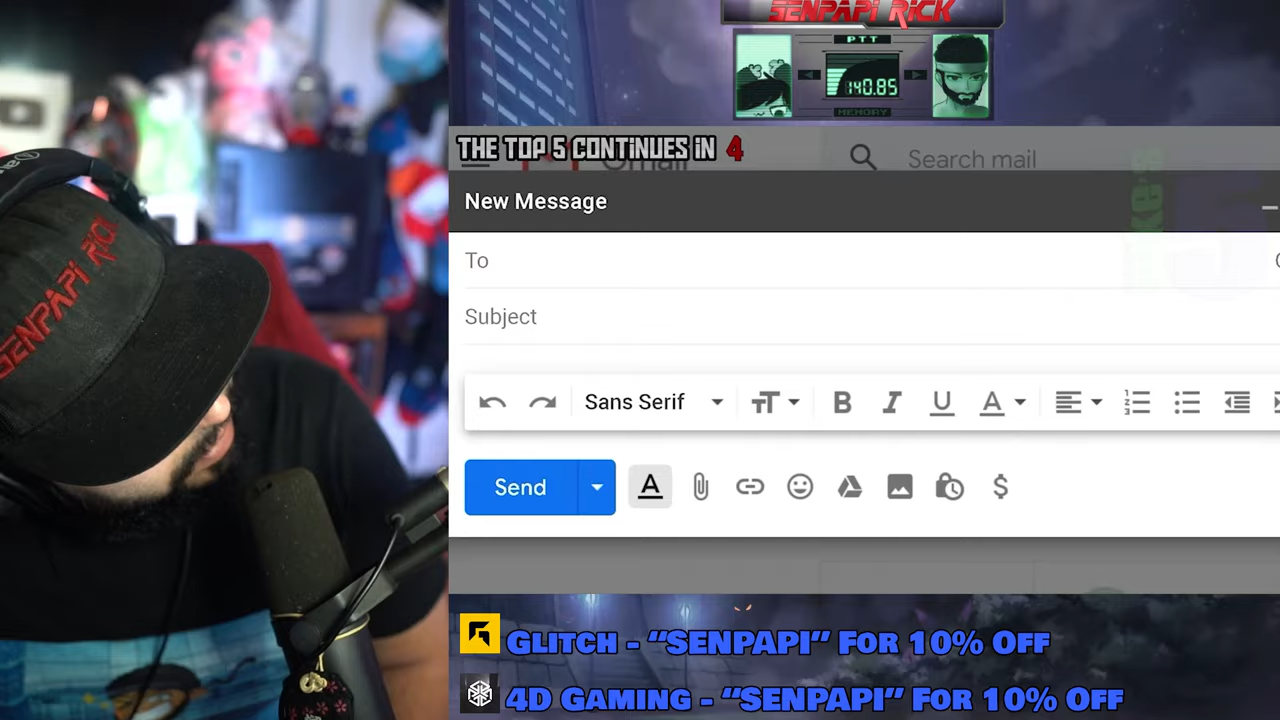 SENPAPI RICK
PTT
140.85
MEMORY
THE TOP 5 CONTINUES IN 4
Gmail
Search mail
New Message
To
Subject
Sans Serif
Send
SENPAPI RICK
GLITCH - “SENPAPI” FOR 10% OFF
4D GAMING - “SENPAPI” FOR 10% OFF